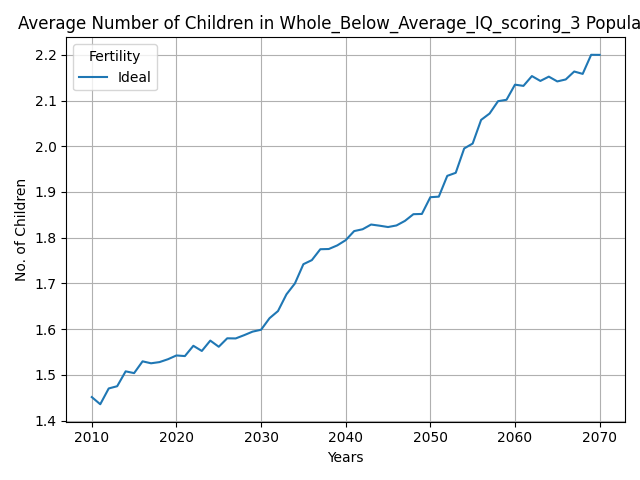 Average Number of Children in Whole_Below_Average_IQ_scoring_3 Popula
Fertility
Ideal
No. of Children
2.2
2.1
2.0
1.9
1.8
1.7
1.6
1.5
1.4
2010 2020 2030 2040 2050 2060 2070
Years